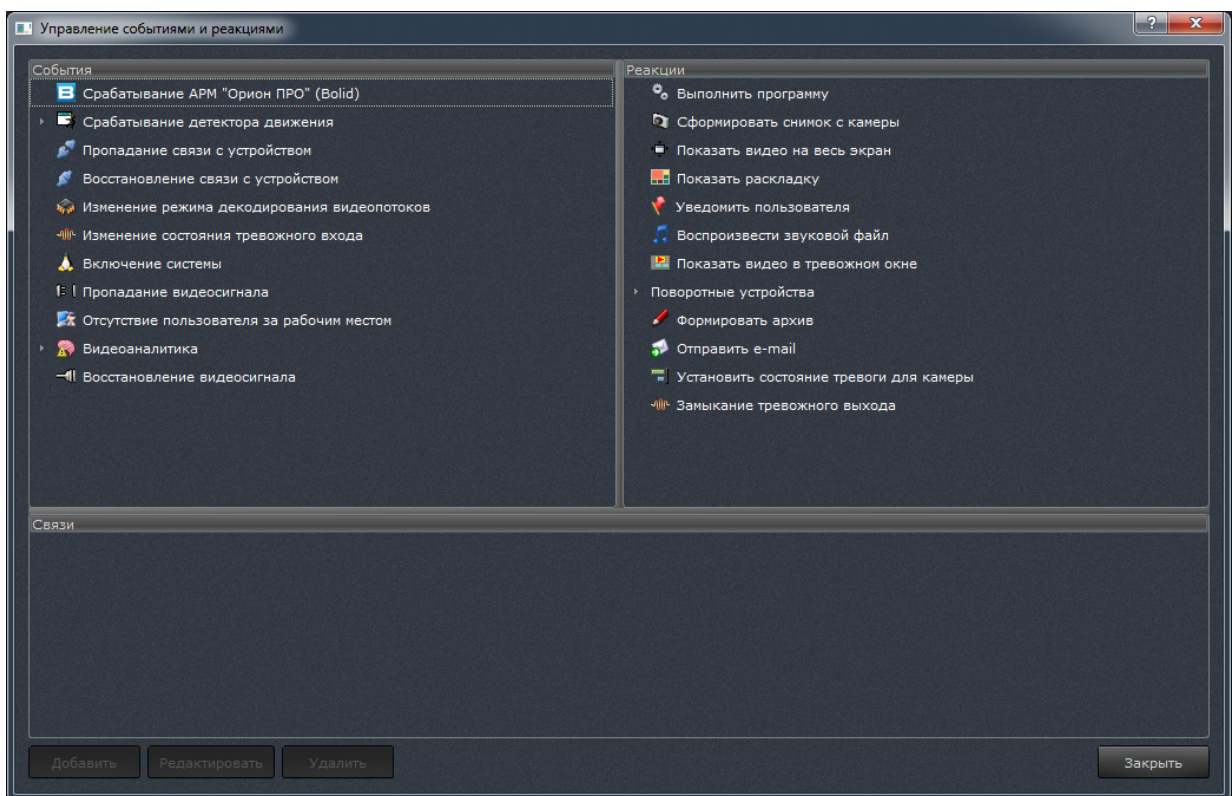 Управление событиями и реакциями
?
X
События
Срабатывание АРМ "Орион ПРО" (Bolid)
Срабатывание детектора движения
Пропадание связи с устройством
Восстановление связи с устройством
Изменение режима декодирования видеопотоков
Изменение состояния тревожного входа
Включение системы
Пропадание видеосигнала
Отсутствие пользователя за рабочим местом
Видеоаналитика
Восстановление видеосигнала
Реакции
Выполнить программу
Сформировать снимок с камеры
Показать видео на весь экран
Показать раскладку
Уведомить пользователя
Воспроизвести звуковой файл
Показать видео в тревожном окне
Поворотные устройства
Формировать архив
Отправить e-mail
Установить состояние тревоги для камеры
Замыкание тревожного выхода
Связи
Добавить
Редактировать
Удалить
Закрыть